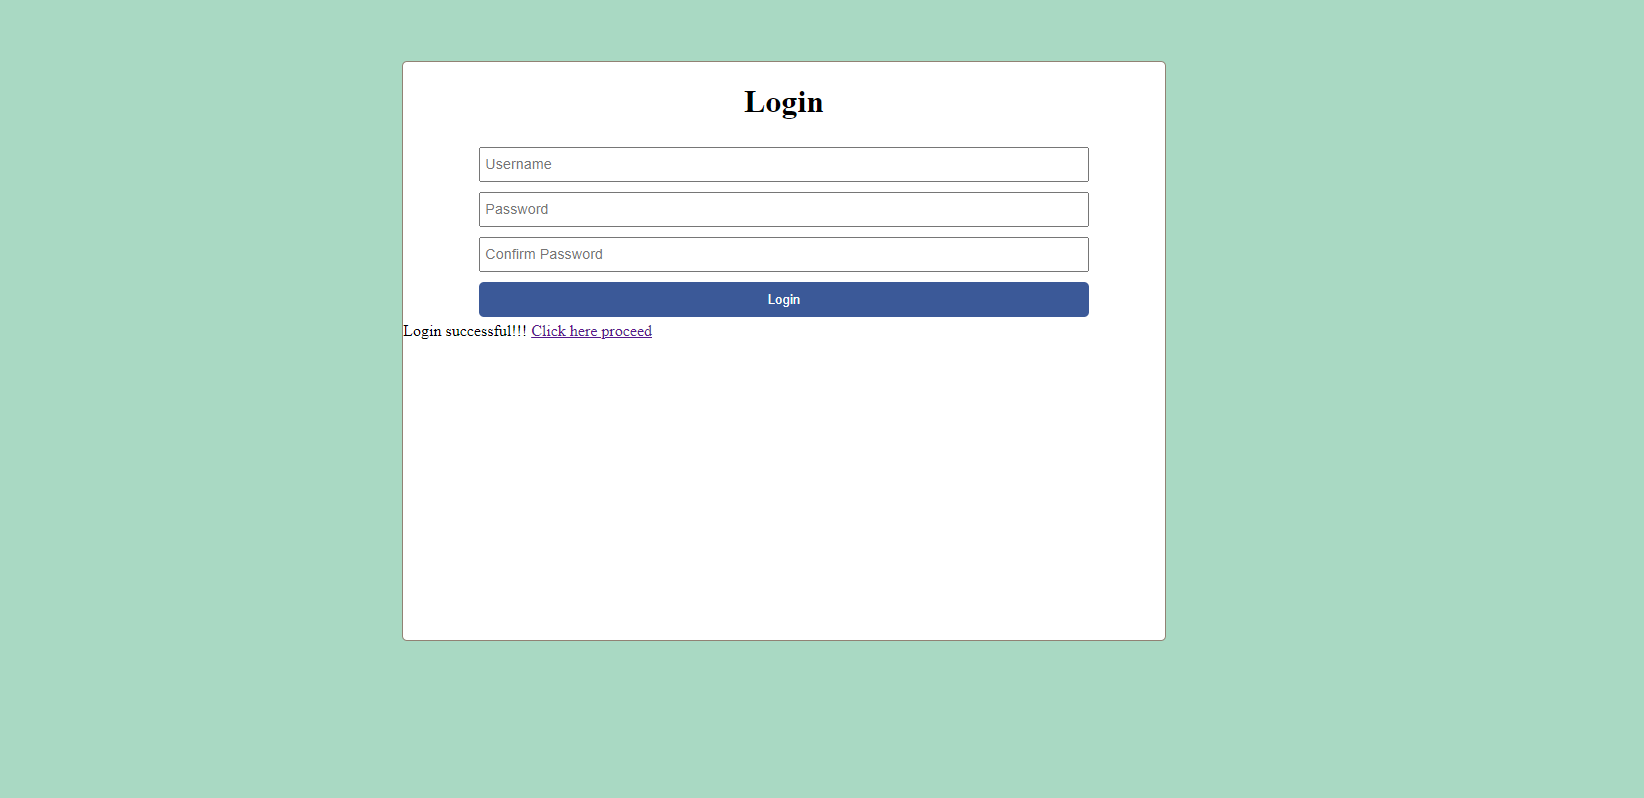 Login
Username
Password
Confirm Password
Login
Login successful!!! Click here proceed